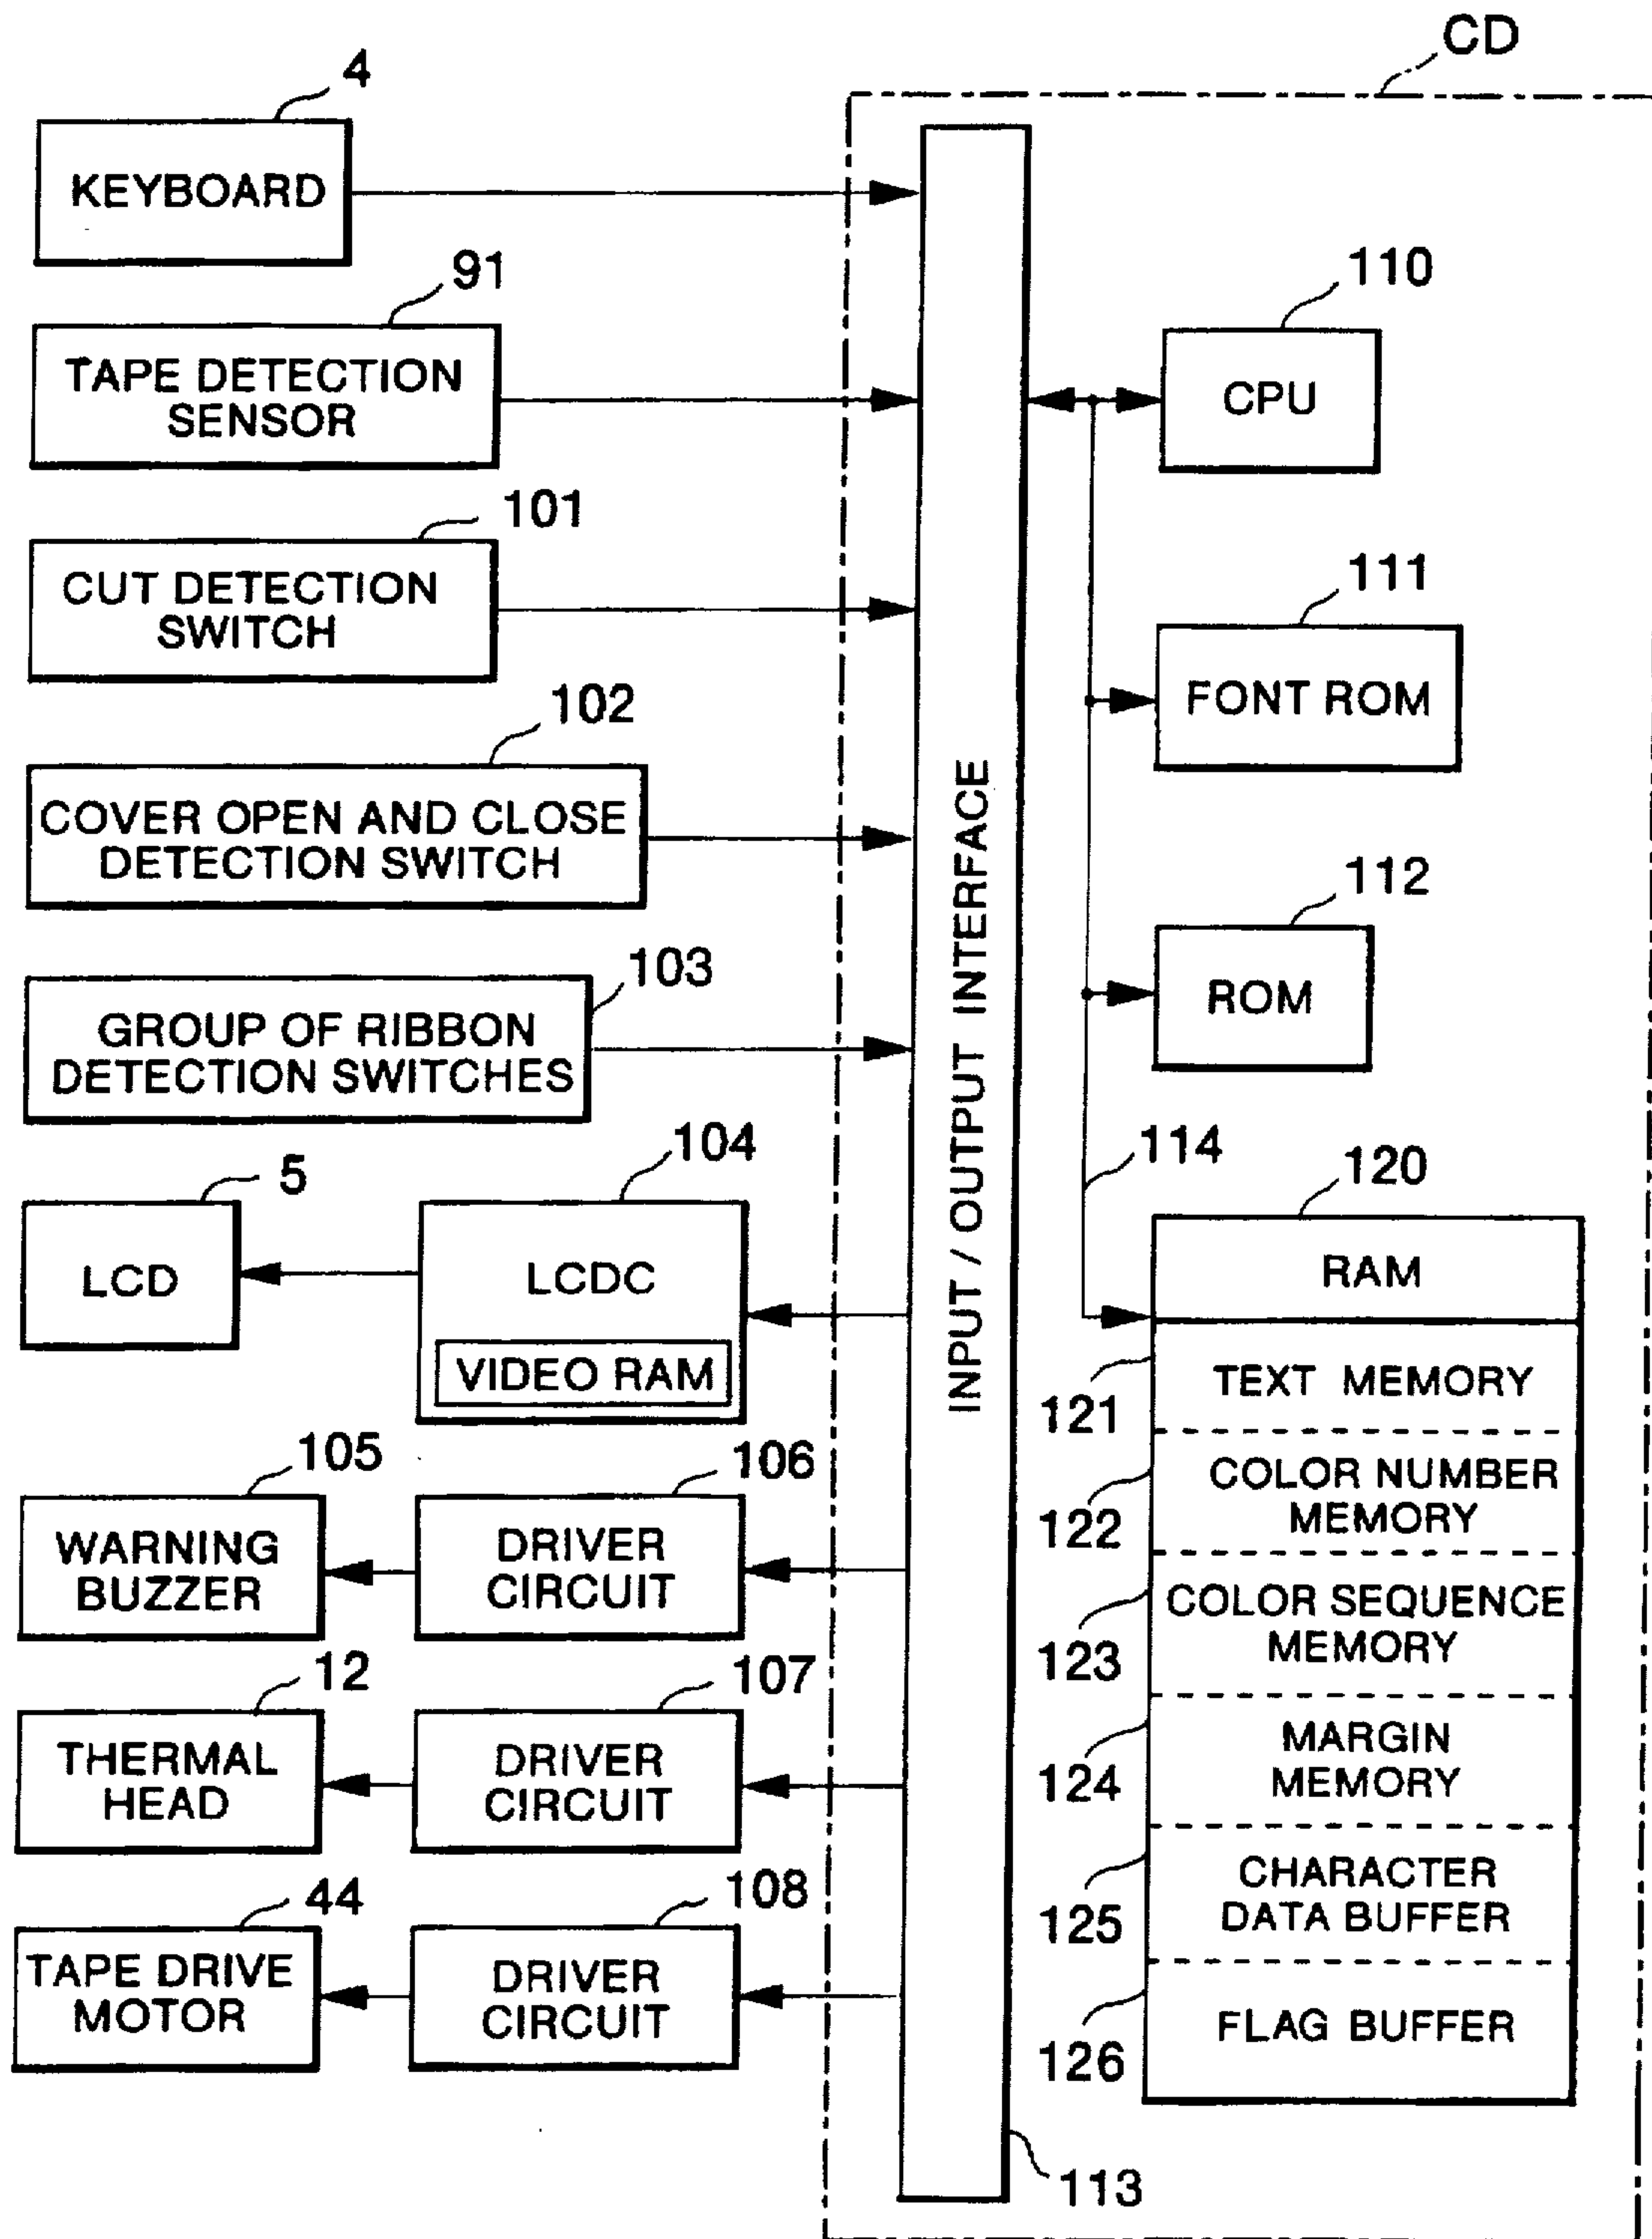 CD
4
KEYBOARD
91
TAPE DETECTION
SENSOR
101
CUT DETECTION
SWITCH
102
COVER OPEN AND CLOSE
DETECTION SWITCH
103
GROUP OF RIBBON
DETECTION SWITCHES
5
LCD
104
LCDC
VIDEO RAM
105
WARNING
BUZZER
106
DRIVER
CIRCUIT
12
THERMAL
HEAD
107
DRIVER
CIRCUIT
44
TAPE DRIVE
MOTOR
108
DRIVER
CIRCUIT
INPUT / OUTPUT INTERFACE
113
110
CPU
111
FONT ROM
112
ROM
114
120
RAM
121
TEXT MEMORY
122
COLOR NUMBER
MEMORY
123
COLOR SEQUENCE
MEMORY
124
MARGIN
MEMORY
125
CHARACTER
DATA BUFFER
126
FLAG BUFFER